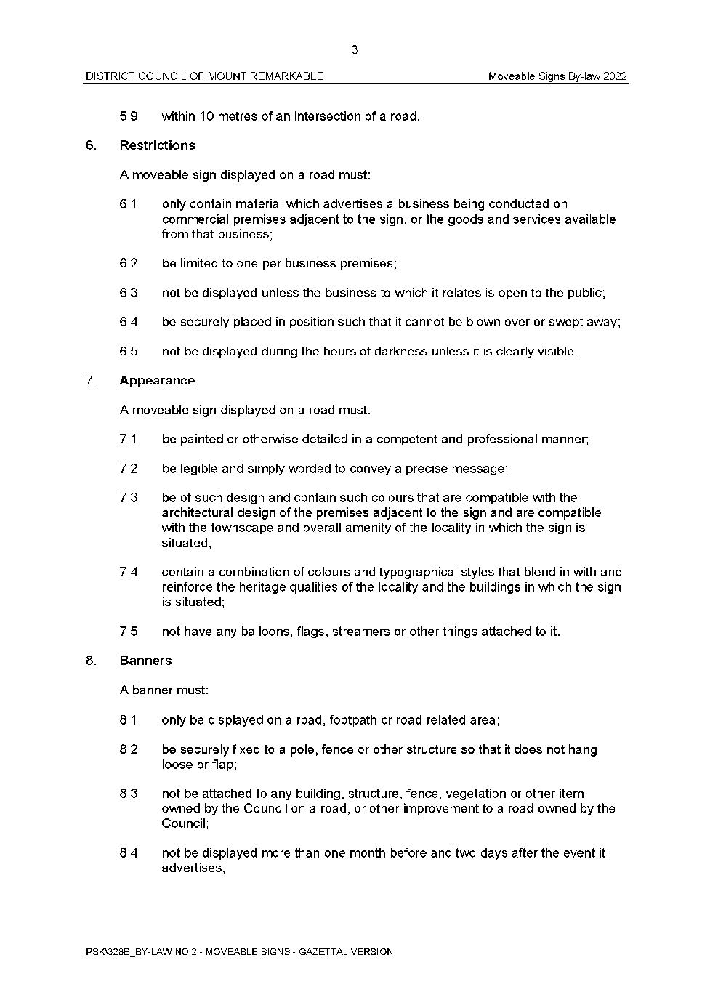 3
DISTRICT COUNCIL OF MOUNT REMARKABLE Moveable Signs By-law 2022
5.9 within 10 metres of an intersection of a road.
6. Restrictions
A moveable sign displayed on a road must:
6.1 only contain material which advertises a business being conducted on
commercial premises adjacent to the sign, or the goods and services available
from that business;
6.2 be limited to one per business premises;
6.3 not be displayed unless the business to which it relates is open to the public;
6.4 be securely placed in position such that it cannot be blown over or swept away;
6.5 not be displayed during the hours of darkness unless it is clearly visible.
7. Appearance
A moveable sign displayed on a road must:
7.1 be painted or otherwise detailed in a competent and professional manner;
7.2 be legible and simply worded to convey a precise message;
7.3 be of such design and contain such colours that are compatible with the
architectural design of the premises adjacent to the sign and are compatible
with the townscape and overall amenity of the locality in which the sign is
situated;
7.4 contain a combination of colours and typographical styles that blend in with and
reinforce the heritage qualities of the locality and the buildings in which the sign
is situated;
7.5 not have any balloons, flags, streamers or other things attached to it.
8. Banners
A banner must:
8.1 only be displayed on a road, footpath or road related area;
8.2 be securely fixed to a pole, fence or other structure so that it does not hang
loose or flap;
8.3 not be attached to any building, structure, fence, vegetation or other item
owned by the Council on a road, or other improvement to a road owned by the
Council;
8.4 not be displayed more than one month before and two days after the event it
advertises;
PSK\328B_BY-LAW NO 2 - MOVEABLE SIGNS - GAZETTAL VERSION